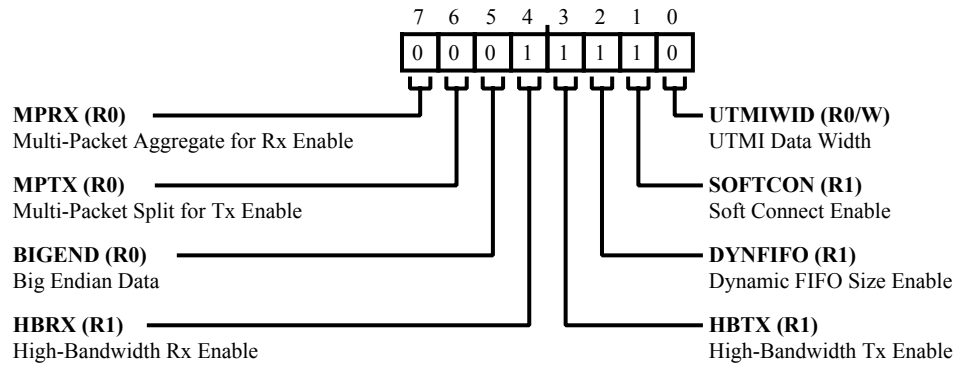 7 6 5 4 3 2 1 0
0 0 0 1 1 1 1 0
MPRX (R0)
Multi-Packet Aggregate for Rx Enable
MPTX (R0)
Multi-Packet Split for Tx Enable
BIGEND (R0)
Big Endian Data
HBRX (R1)
High-Bandwidth Rx Enable
UTMIWID (R0/W)
UTMI Data Width
SOFTCON (R1)
Soft Connect Enable
DYNFIFO (R1)
Dynamic FIFO Size Enable
HBTX (R1)
High-Bandwidth Tx Enable